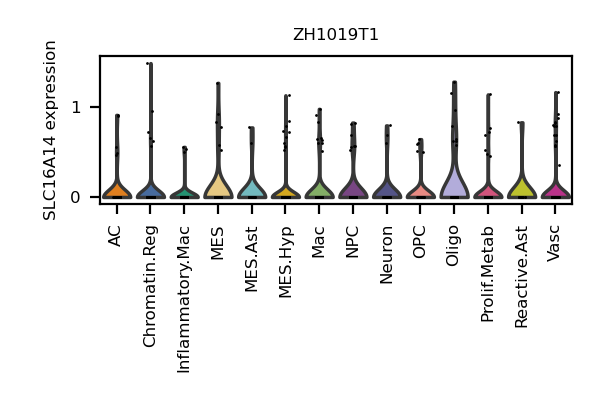 ZH1019T1
SLC16A14 expression
1
0
AC
Chromatin.Reg
Inflammatory.Mac
MES
MES.Ast
MES.Hyp
Mac
NPC
Neuron
OPC
Oligo
Prolif.Metab
Reactive.Ast
Vasc